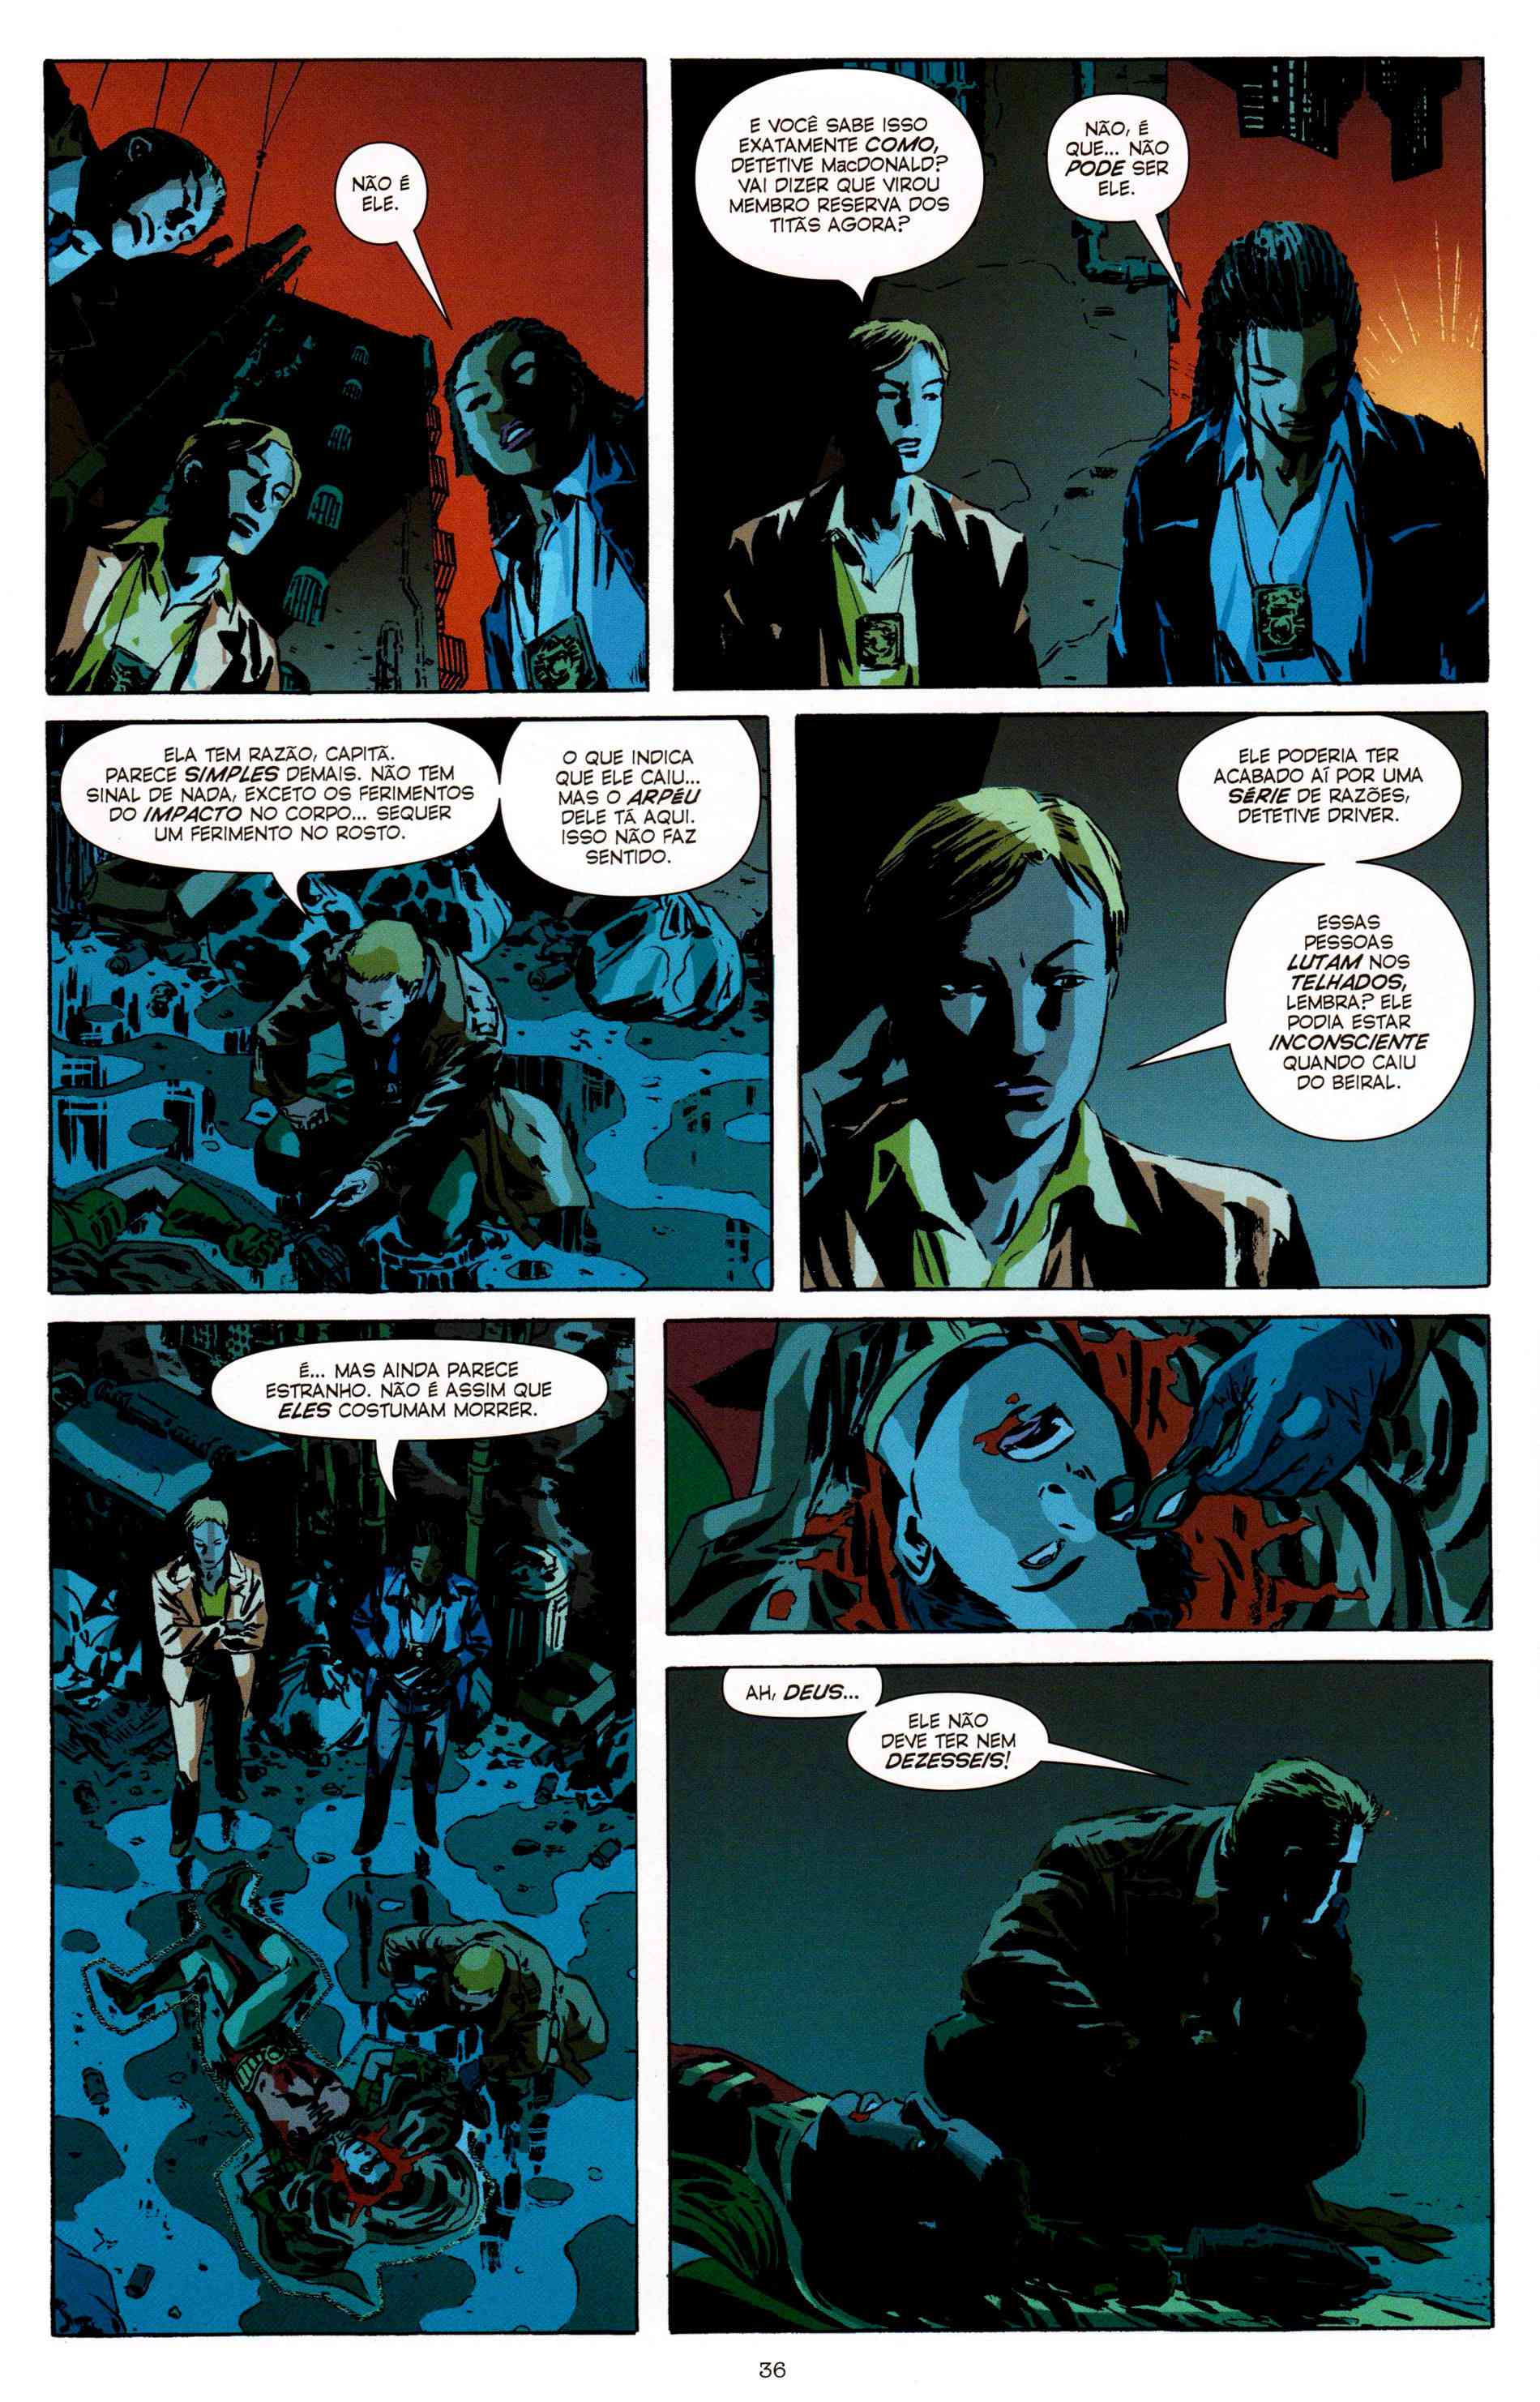 NÃO É
ELE.
E VOCÊ SABE ISSO
EXATAMENTE COMO,
DETETIVE MacDONALD?
VAI DIZER QUE VIROU
MEMBRO RESERVA DOS
TITÃS AGORA?
NÃO, É
QUE... NÃO
PODE SER
ELE.
ELA TEM RAZÃO, CAPITÃ.
PARECE SIMPLES DEMAIS. NÃO TEM
SINAL DE NADA, EXCETO OS FERIMENTOS
DO IMPACTO NO CORPO... SEQUER
UM FERIMENTO NO ROSTO.
O QUE INDICA
QUE ELE CAIU...
MAS O ARPÉU
DELE TÁ AQUI.
ISSO NÃO FAZ
SENTIDO.
ELE PODERIA TER
ACABADO AÍ POR UMA
SÉRIE DE RAZÕES,
DETETIVE DRIVER.
ESSAS
PESSOAS
LUTAM NOS
TELHADOS,
LEMBRA? ELE
PODIA ESTAR
INCONSCIENTE
QUANDO CAIU
DO BEIRAL.
É... MAS AINDA PARECE
ESTRANHO. NÃO É ASSIM QUE
ELES COSTUMAM MORRER.
AH, DEUS...
ELE NÃO
DEVE TER NEM
DEZESSEIS!
36